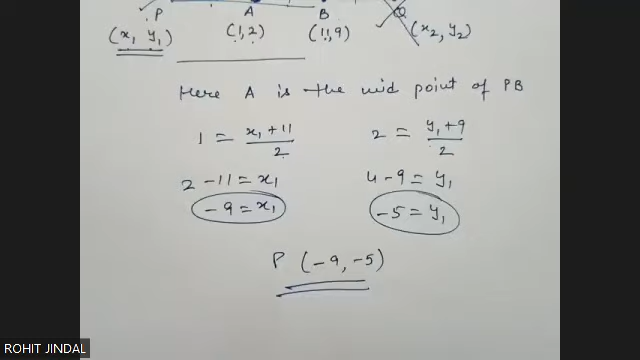 P A B Q
(x₁ y₁) (1,2) (11,9) (x₂, y₂)
Here A is the mid point of PB
1 = x₁ + 11 / 2 2 = y₁ + 9 / 2
2 - 11 = x₁ 4 - 9 = y₁
- 9 = x₁ - 5 = y₁
P (-9, -5)
ROHIT JINDAL